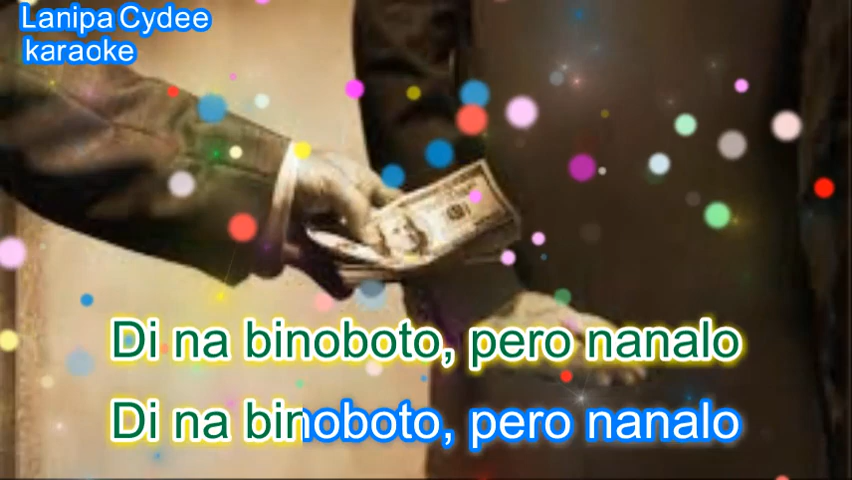 Lanipa Cydee
karaoke
Di na binoboto, pero nanalo
Di na binoboto, pero nanalo